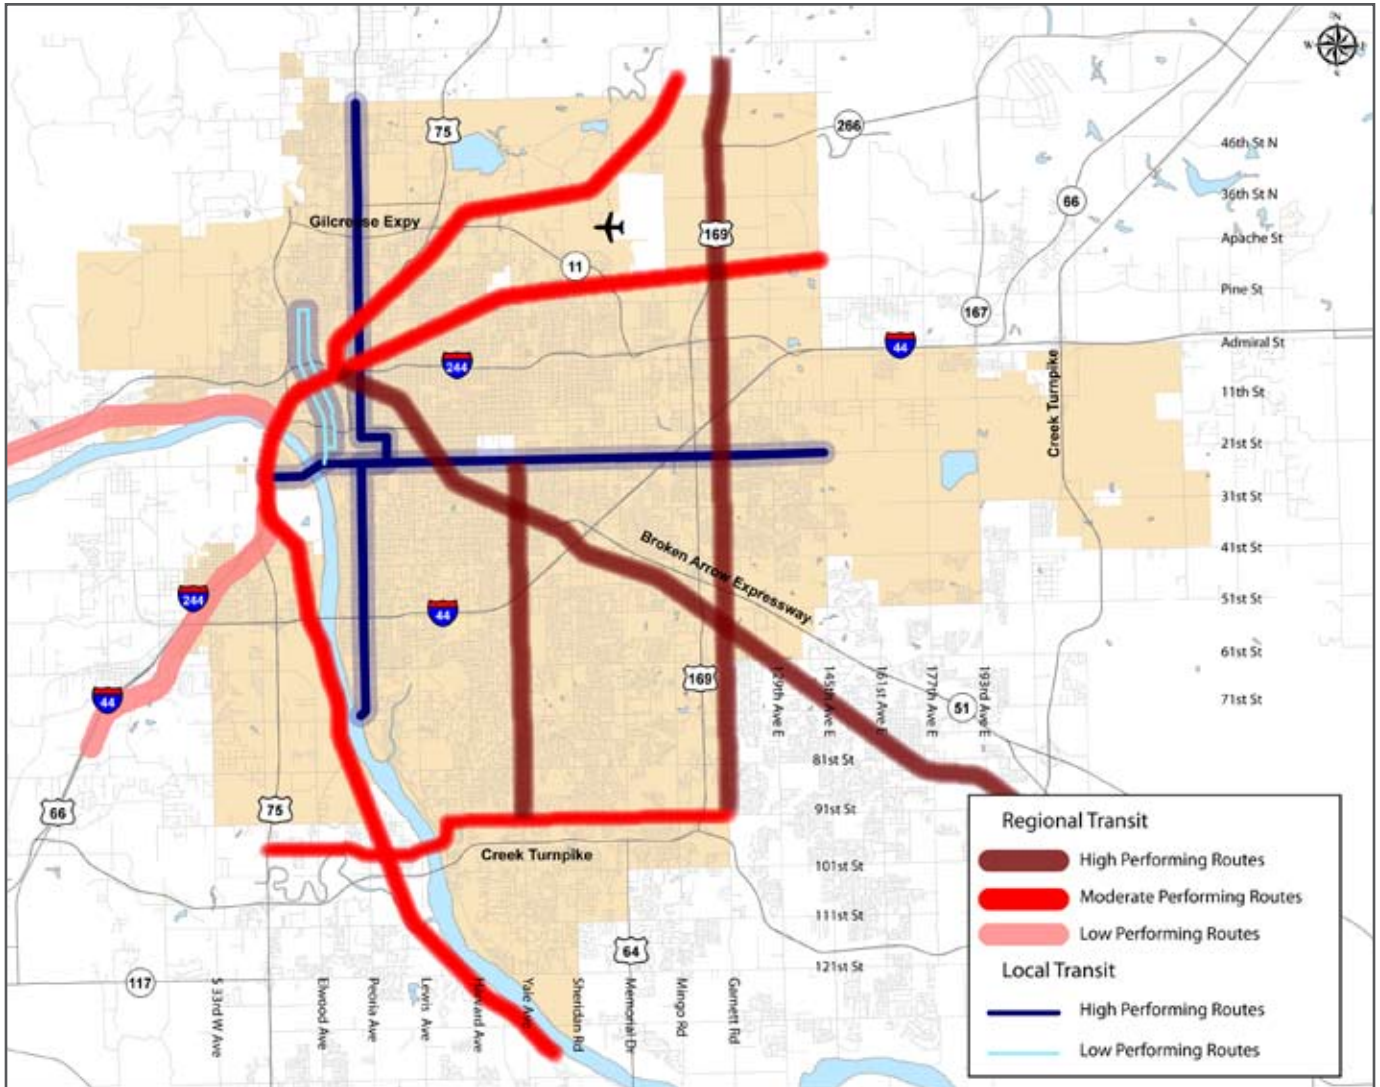 N
W
E
75
266
46th St N
36th St N
66
Gilcrease Expy
169
Apache St
11
Pine St
167
44
Admiral St
244
11th St
Creek Turnpike
21st St
31st St
Broken Arrow Expressway
41st St
244
51st St
44
61st St
169
129th Ave E
145th Ave E
161st Ave E
177th Ave E
193rd Ave E
44
71st St
51
81st St
66
75
91st St
Creek Turnpike
101st St
111st St
64
121st St
117
S 33rd W Ave
Elwood Ave
Peoria Ave
Lewis Ave
Harvard Ave
Yale Ave
Sheridan Rd
Memorial Dr
Mingo Rd
Garnett Rd
Regional Transit
High Performing Routes
Moderate Performing Routes
Low Performing Routes
Local Transit
High Performing Routes
Low Performing Routes